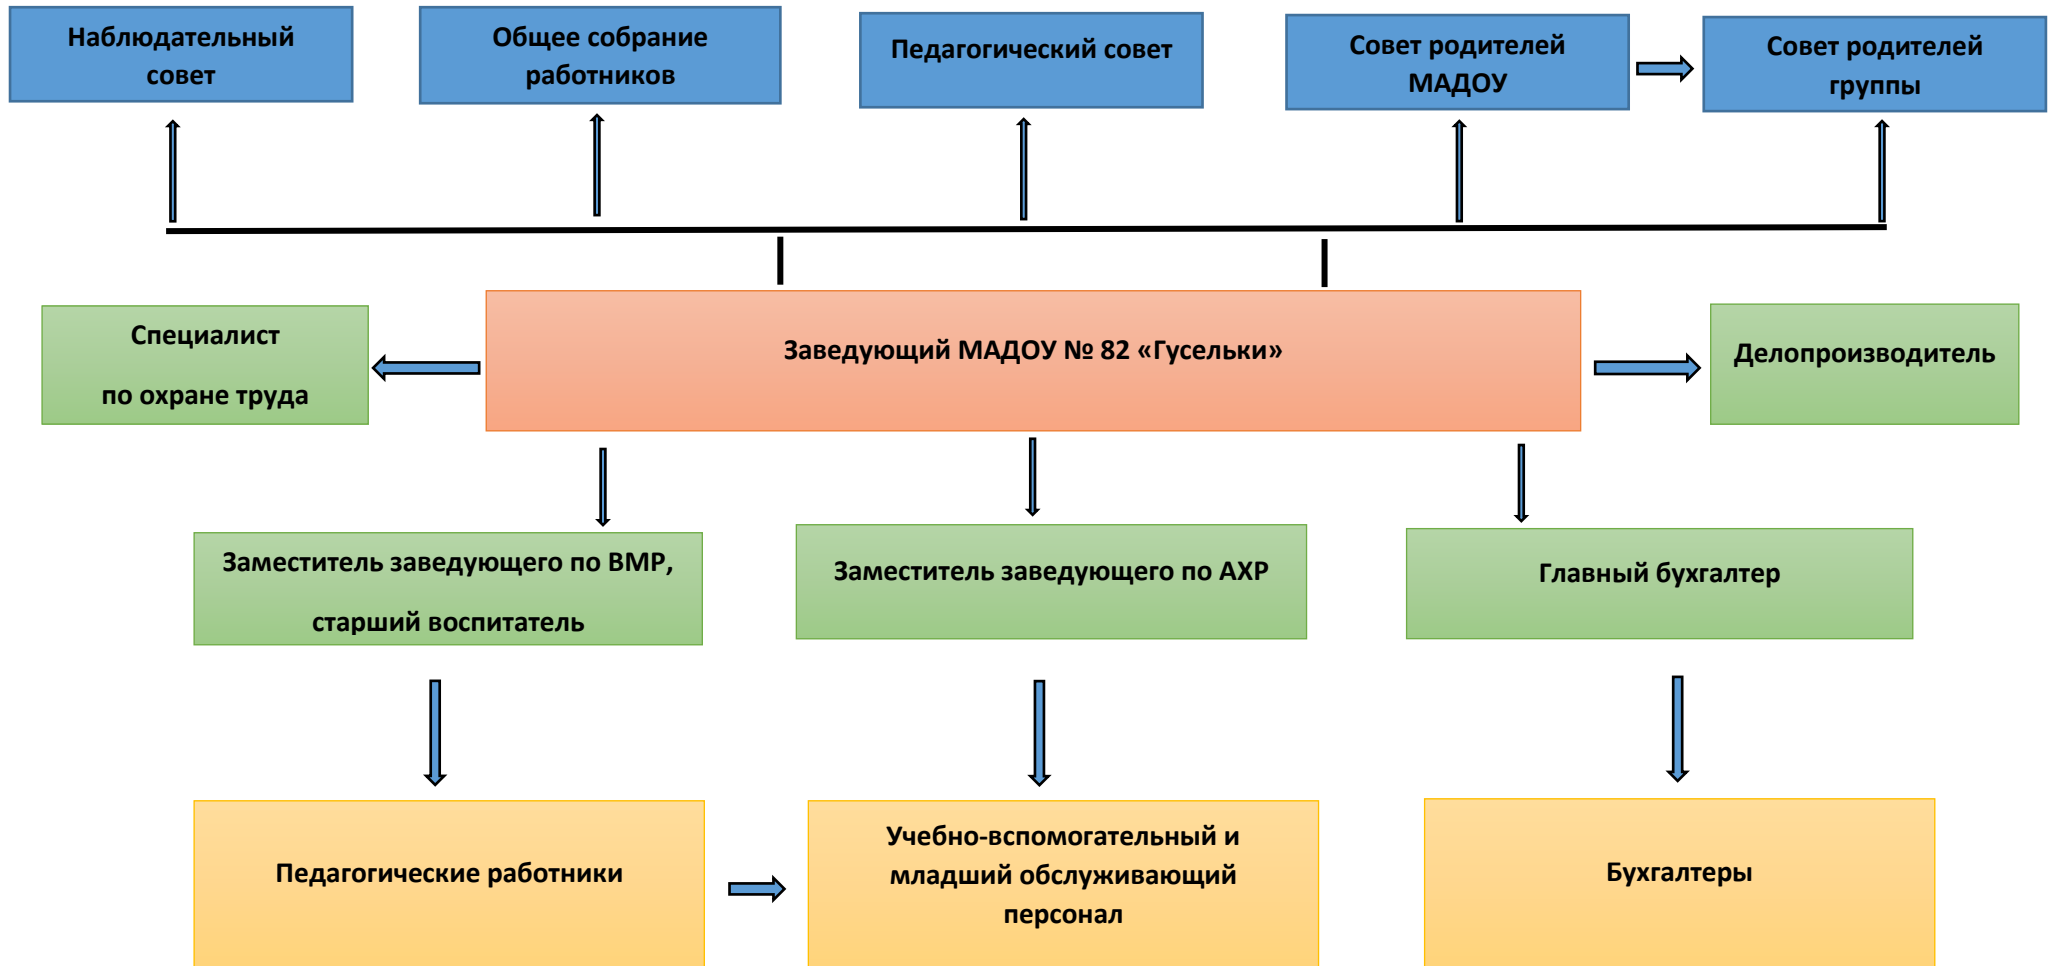 Наблюдательный
совет
Общее собрание
работников
Педагогический совет
Совет родителей
МАДОУ
Совет родителей
группы
Специалист
по охране труда
Заведующий МАДОУ № 82 «Гусельки»
Делопроизводитель
Заместитель заведующего по ВМР,
старший воспитатель
Заместитель заведующего по АХР
Главный бухгалтер
Педагогические работники
Учебно-вспомогательный и
младший обслуживающий
персонал
Бухгалтеры